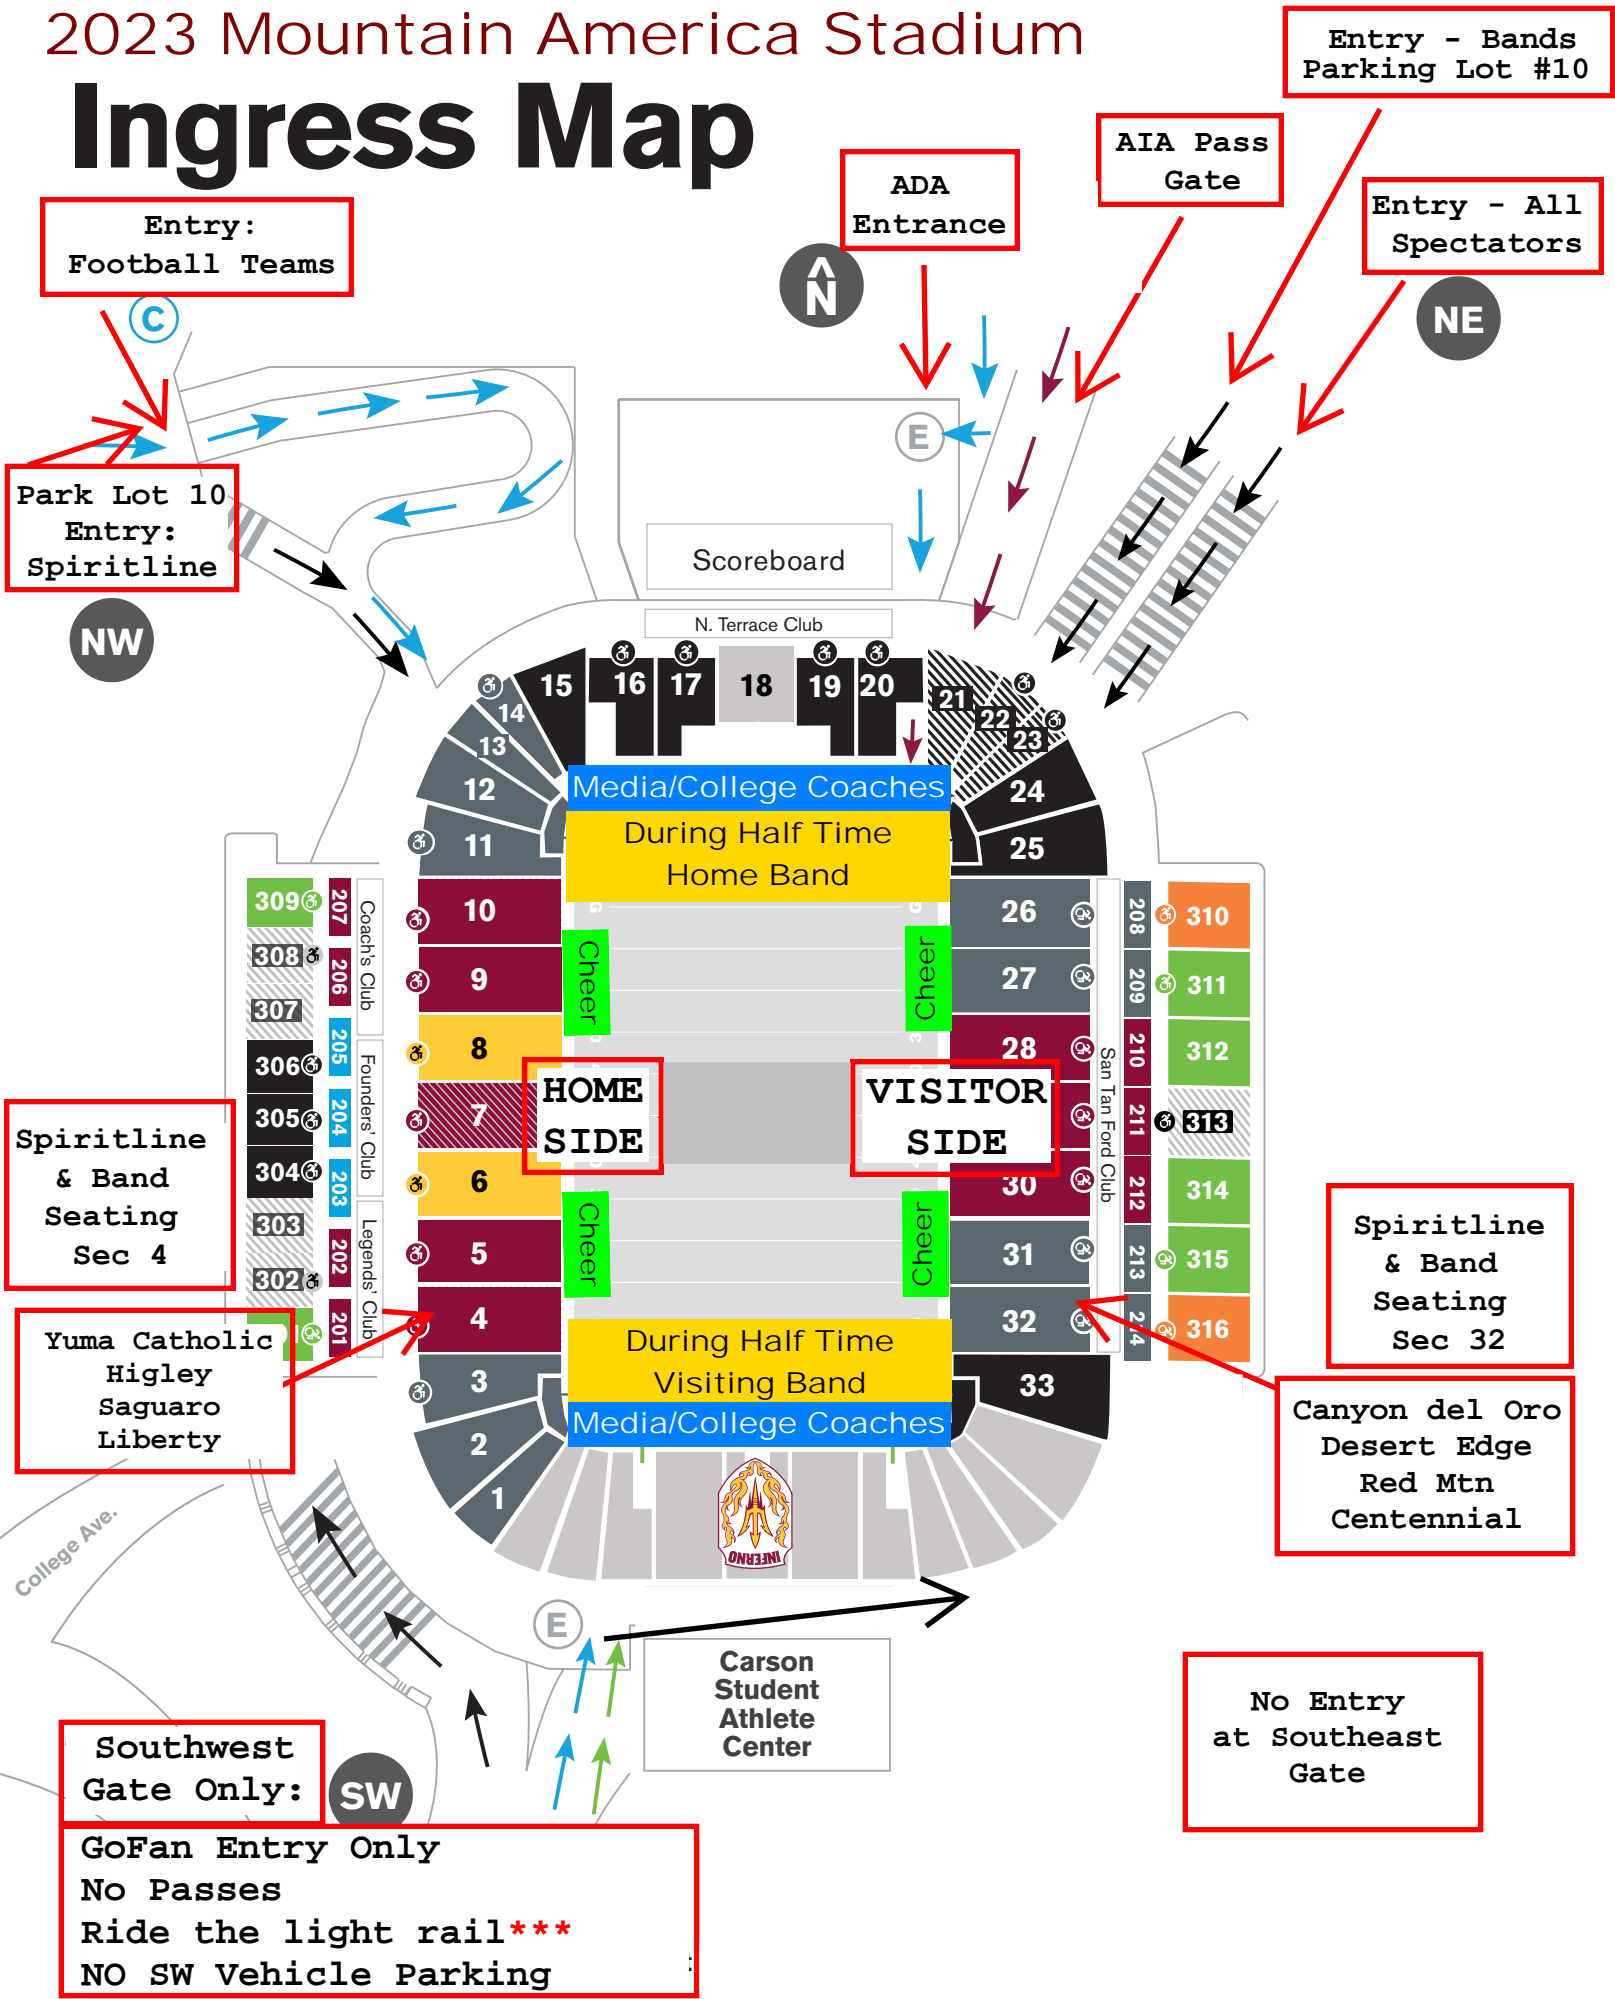 2023 Mountain America Stadium
Ingress Map
Entry - Bands
Parking Lot #10
AIA Pass
Gate
ADA
Entrance
Entry - All
Spectators
Entry:
Football Teams
N
NE
C
E
Park Lot 10
Entry:
Spiritline
NW
Scoreboard
N. Terrace Club
15
16
17
18
19
20
21
22
23
14
13
12
11
24
25
Media/College Coaches
During Half Time
Home Band
309
308
307
306
305
304
303
302
207
206
205
204
203
202
201
Coach's Club
Founders' Club
Legends' Club
10
9
8
7
6
5
4
3
2
1
Cheer
Cheer
Cheer
Cheer
HOME
SIDE
VISITOR
SIDE
26
27
28
30
31
32
33
San Tan Ford Club
208
209
210
211
212
213
214
310
311
312
313
314
315
316
Spiritline
& Band
Seating
Sec 4
Yuma Catholic
Higley
Saguaro
Liberty
Spiritline
& Band
Seating
Sec 32
Canyon del Oro
Desert Edge
Red Mtn
Centennial
During Half Time
Visiting Band
Media/College Coaches
INFERNO
College Ave.
E
Carson
Student
Athlete
Center
No Entry
at Southeast
Gate
Southwest
Gate Only:
SW
GoFan Entry Only
No Passes
Ride the light rail***
NO SW Vehicle Parking